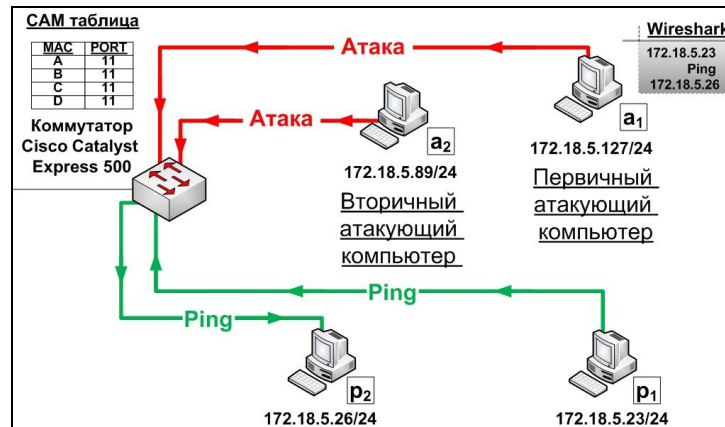 CAM таблица
MAC PORT
A 11
B 11
C 11
D 11
Коммутатор
Cisco Catalyst
Express 500
Атака
Wireshark
172.18.5.23
Ping
172.18.5.26
a1
172.18.5.127/24
Первичный
атакующий
компьютер
Атака
a2
172.18.5.89/24
Вторичный
атакующий
компьютер
Ping
Ping
p2
172.18.5.26/24
p1
172.18.5.23/24